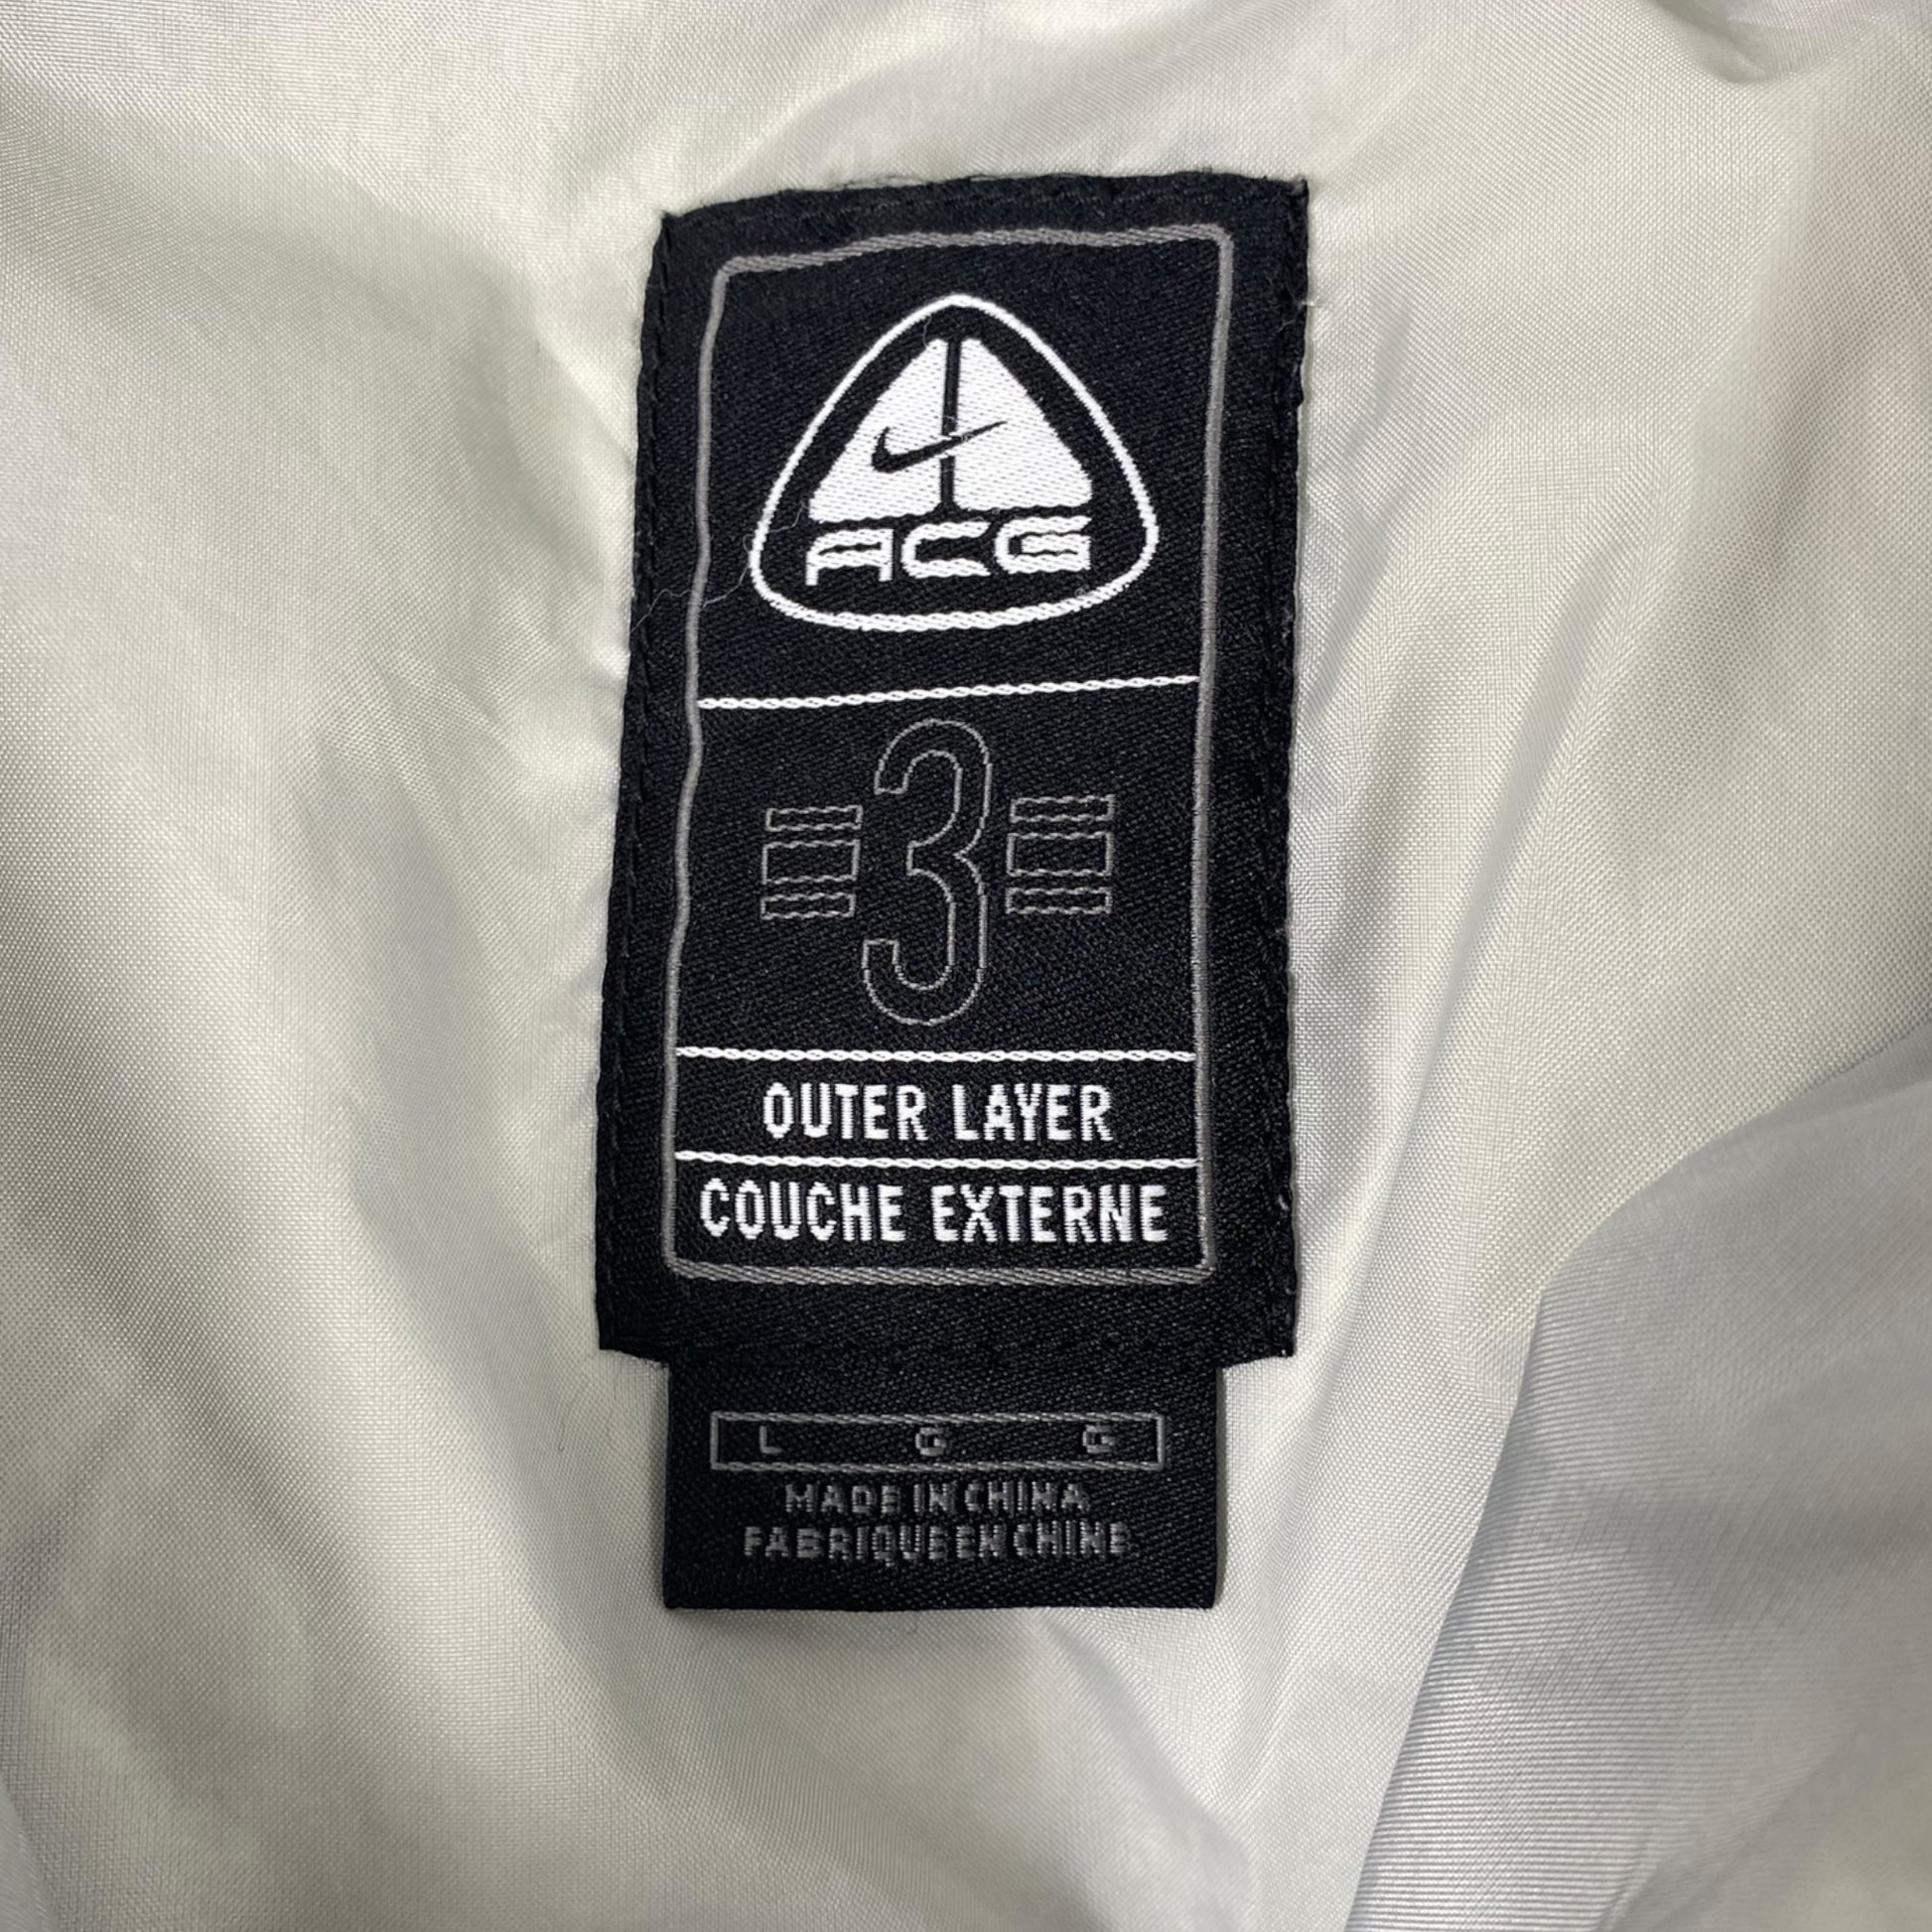 ACG
3
OUTER LAYER
COUCHE EXTERNE
L G G
MADE IN CHINA
FABRIQUE EN CHINE